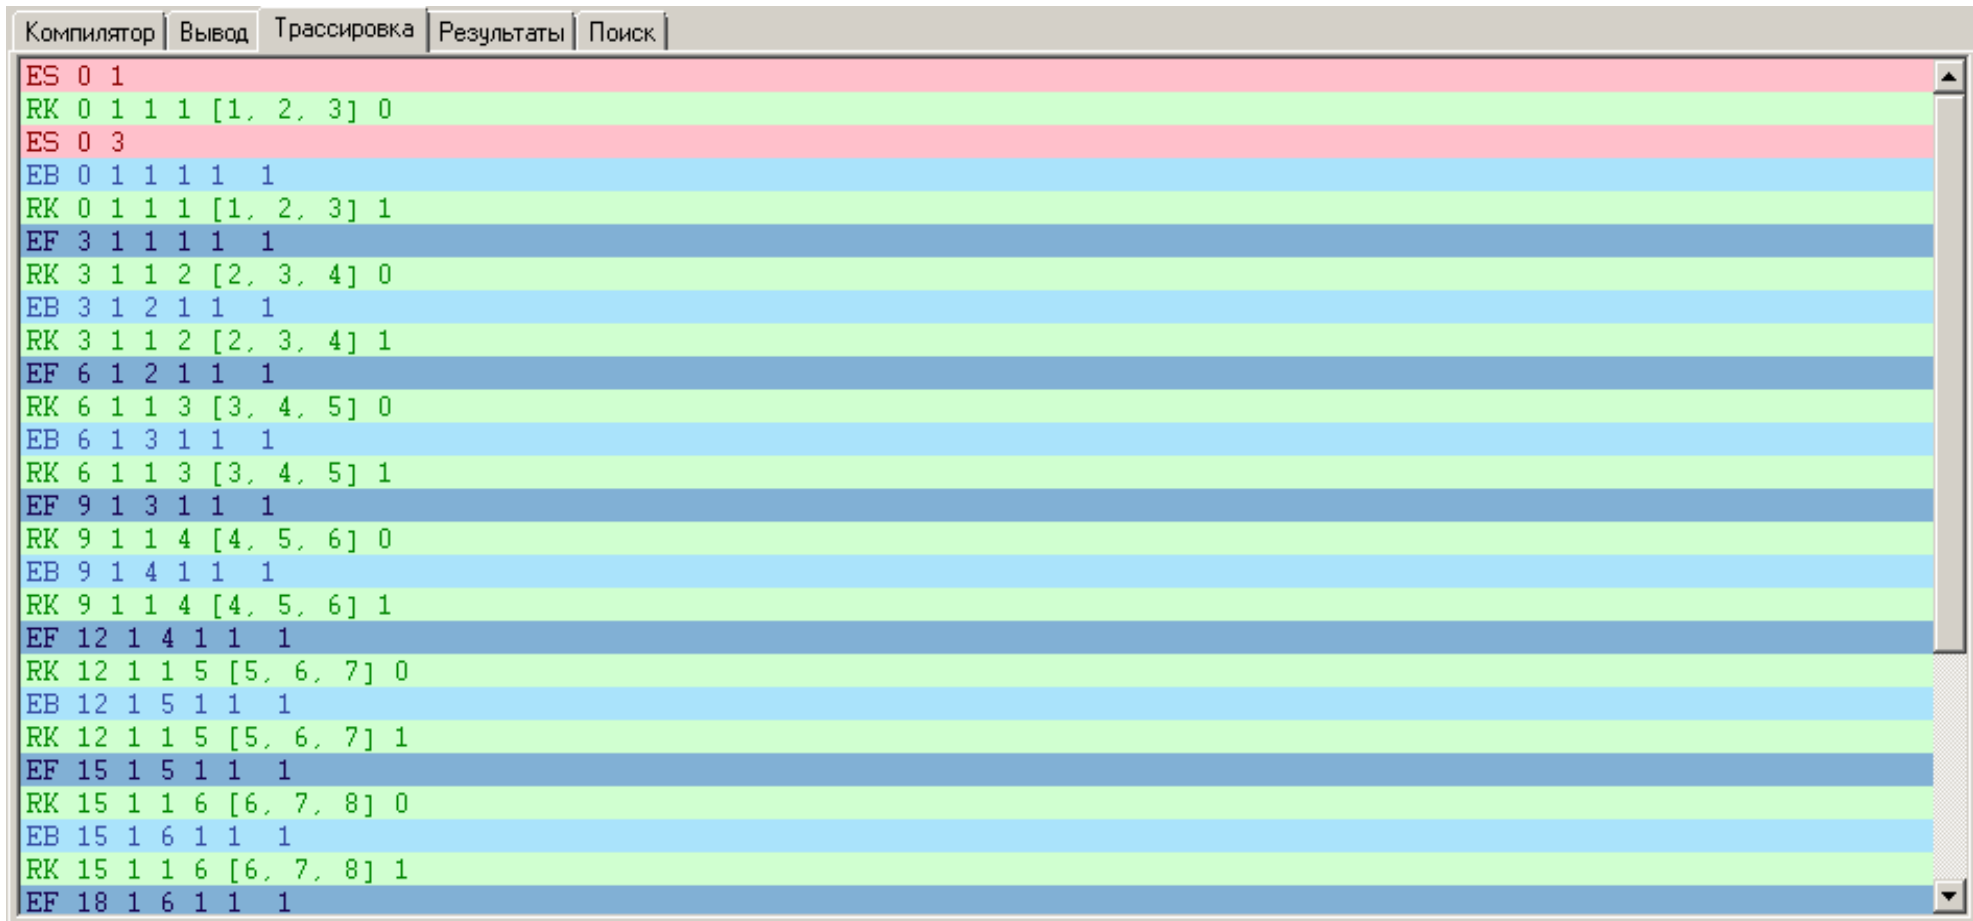 Компилятор Вывод Трассировка Результаты Поиск
ES 0 1
RK 0 1 1 1 [1, 2, 3] 0
ES 0 3
EB 0 1 1 1 1  1
RK 0 1 1 1 [1, 2, 3] 1
EF 3 1 1 1 1  1
RK 3 1 1 2 [2, 3, 4] 0
EB 3 1 2 1 1  1
RK 3 1 1 2 [2, 3, 4] 1
EF 6 1 2 1 1  1
RK 6 1 1 3 [3, 4, 5] 0
EB 6 1 3 1 1  1
RK 6 1 1 3 [3, 4, 5] 1
EF 9 1 3 1 1  1
RK 9 1 1 4 [4, 5, 6] 0
EB 9 1 4 1 1  1
RK 9 1 1 4 [4, 5, 6] 1
EF 12 1 4 1 1  1
RK 12 1 1 5 [5, 6, 7] 0
EB 12 1 5 1 1  1
RK 12 1 1 5 [5, 6, 7] 1
EF 15 1 5 1 1  1
RK 15 1 1 6 [6, 7, 8] 0
EB 15 1 6 1 1  1
RK 15 1 1 6 [6, 7, 8] 1
EF 18 1 6 1 1  1